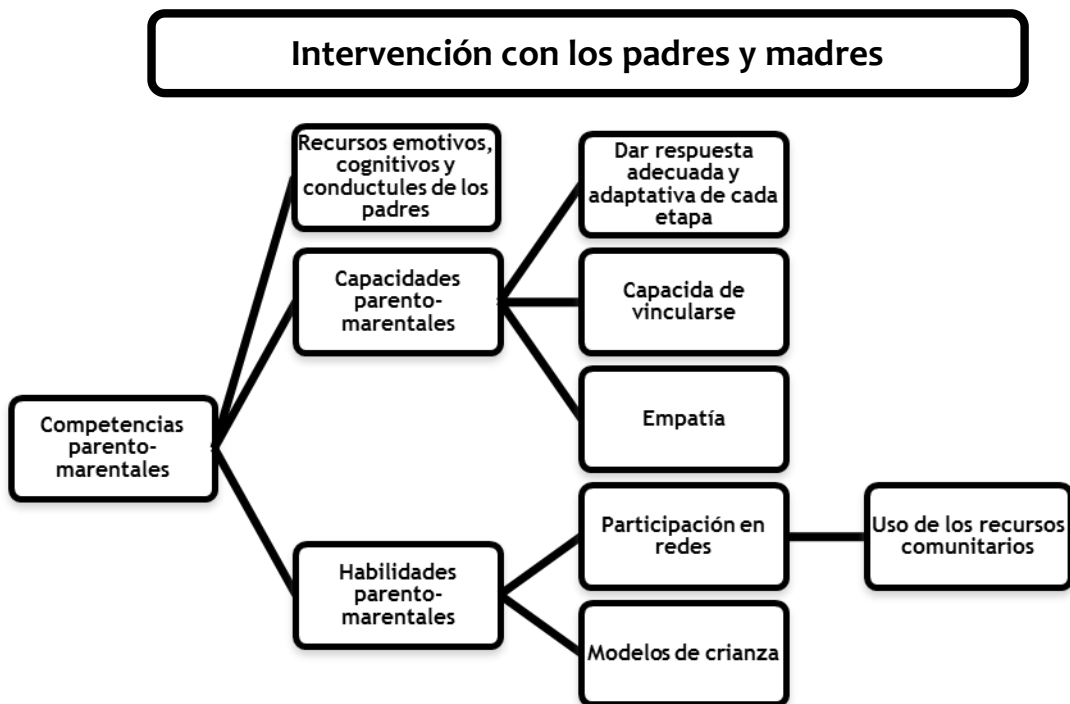 Intervención con los padres y madres
Recursos emotivos,
cognitivos y
conductules de los
padres
Dar respuesta
adecuada y
adaptativa de cada
etapa
Capacidades
parento-
marentales
Capacida de
vincularse
Empatía
Competencias
parento-
marentales
Participación en
redes
Uso de los recursos
comunitarios
Habilidades
parento-
marentales
Modelos de crianza